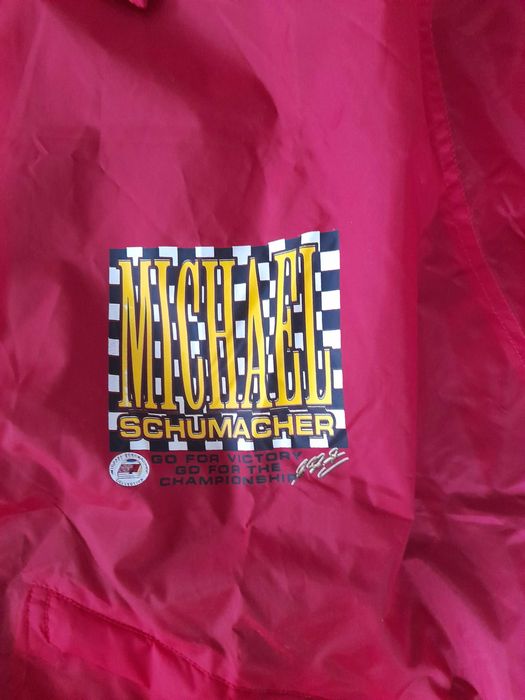 MICHAEL
SCHUMACHER
GO FOR VICTORY
GO FOR THE
CHAMPIONSHIP